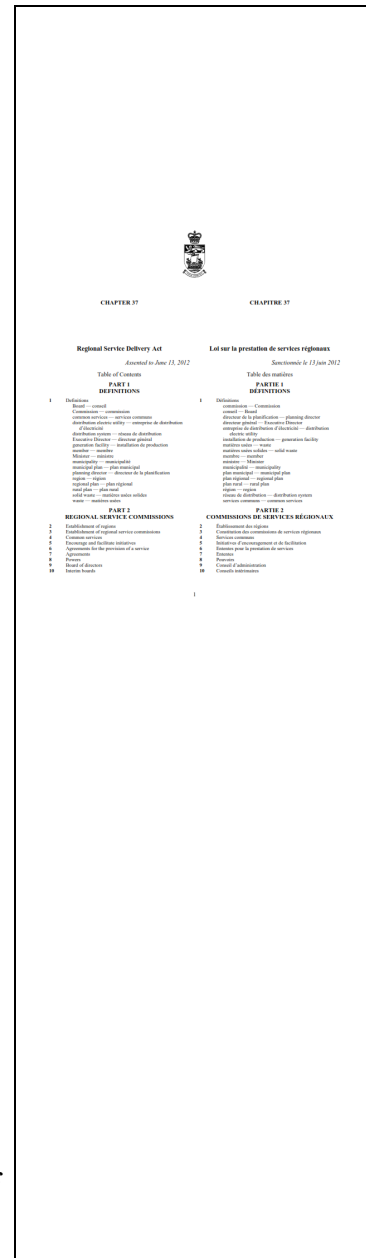 CHAPTER 37
CHAPITRE 37
Regional Service Delivery Act
Assented to June 13, 2012
Table of Contents
PART 1
DEFINITIONS
1 Definitions
Board — conseil
Commission — commission
common services — services communs
distribution electric utility — entreprise de distribution
d'électricité
distribution system — réseau de distribution
Executive Director — directeur général
generation facility — installation de production
member — membre
Minister — ministre
municipality — municipalité
municipal plan — plan municipal
planning director — directeur de la planification
region — région
regional plan — plan régional
rural plan — plan rural
solid waste — matières usées solides
waste — matières usées
PART 2
REGIONAL SERVICE COMMISSIONS
2 Establishment of regions
3 Establishment of regional service commissions
4 Common services
5 Encourage and facilitate initiatives
6 Agreements for the provision of a service
7 Agreements
8 Powers
9 Board of directors
10 Interim boards
Loi sur la prestation de services régionaux
Sanctionnée le 13 juin 2012
Table des matières
PARTIE 1
DÉFINITIONS
1 Définitions
commission — Commission
conseil — Board
directeur de la planification — planning director
directeur général — Executive Director
entreprise de distribution d'électricité — distribution
electric utility
installation de production — generation facility
matières usées — waste
matières usées solides — solid waste
membre — member
ministre — Minister
municipalité — municipality
plan municipal — municipal plan
plan régional — regional plan
plan rural — rural plan
région — region
réseau de distribution — distribution system
services communs — common services
PARTIE 2
COMMISSIONS DE SERVICES RÉGIONAUX
2 Établissement des régions
3 Constitution des commissions de services régionaux
4 Services communs
5 Initiatives d'encouragement et de facilitation
6 Ententes pour la prestation de services
7 Ententes
8 Pouvoirs
9 Conseil d'administration
10 Conseils intérimaires
1